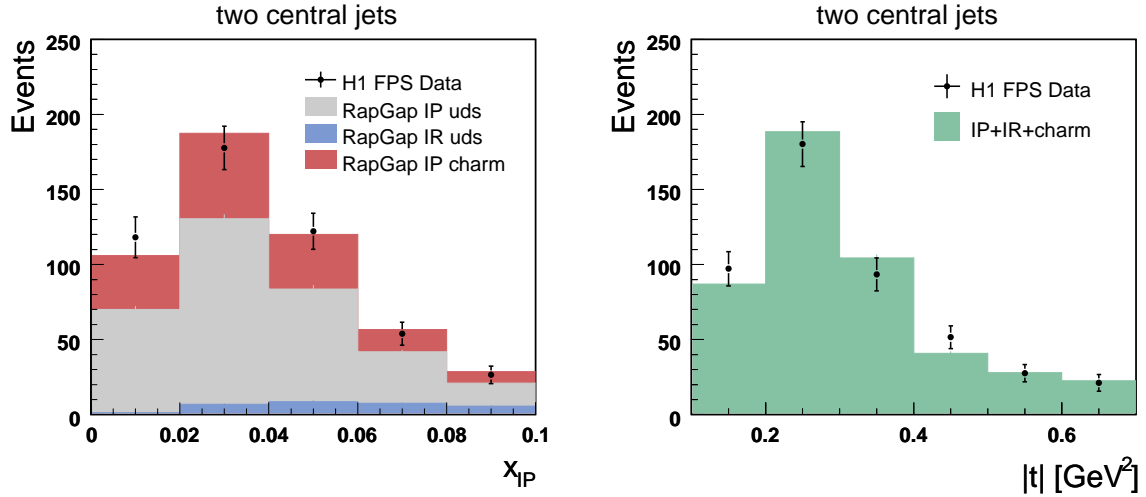 two central jets
Events
250
200
150
100
50
0
H1 FPS Data
RapGap IP uds
RapGap IR uds
RapGap IP charm
0 0.02 0.04 0.06 0.08 0.1
x_IP
two central jets
Events
250
200
150
100
50
0
H1 FPS Data
IP+IR+charm
0.2 0.4 0.6
|t| [GeV²]